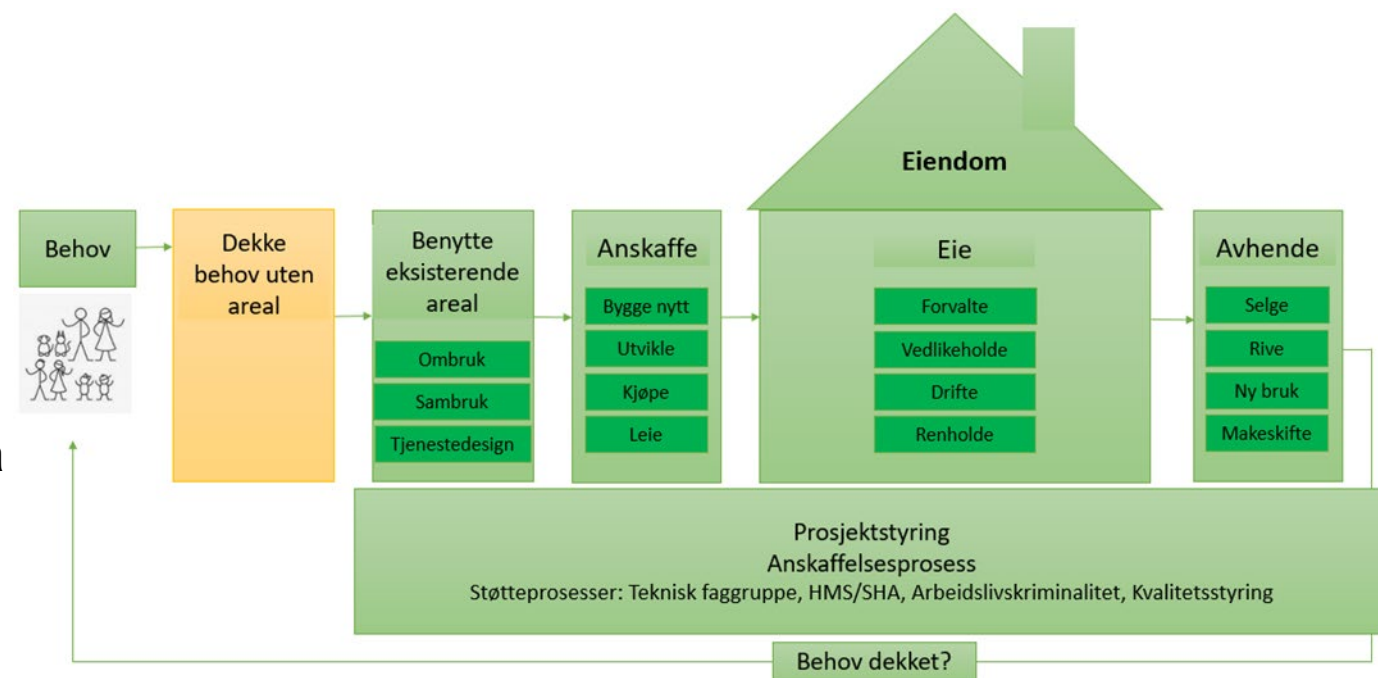 Eiendom
Behov
Dekke
behov uten
areal
Benytte
eksisterende
areal
Ombruk
Sambruk
Tjenestedesign
Anskaffe
Bygge nytt
Utvikle
Kjøpe
Leie
Eie
Forvalte
Vedlikeholde
Drifte
Renholde
Avhende
Selge
Rive
Ny bruk
Makeskifte
Prosjektstyring
Anskaffelsesprosess
Støtteprosesser: Teknisk faggruppe, HMS/SHA, Arbeidslivskriminalitet, Kvalitetsstyring
Behov dekket?